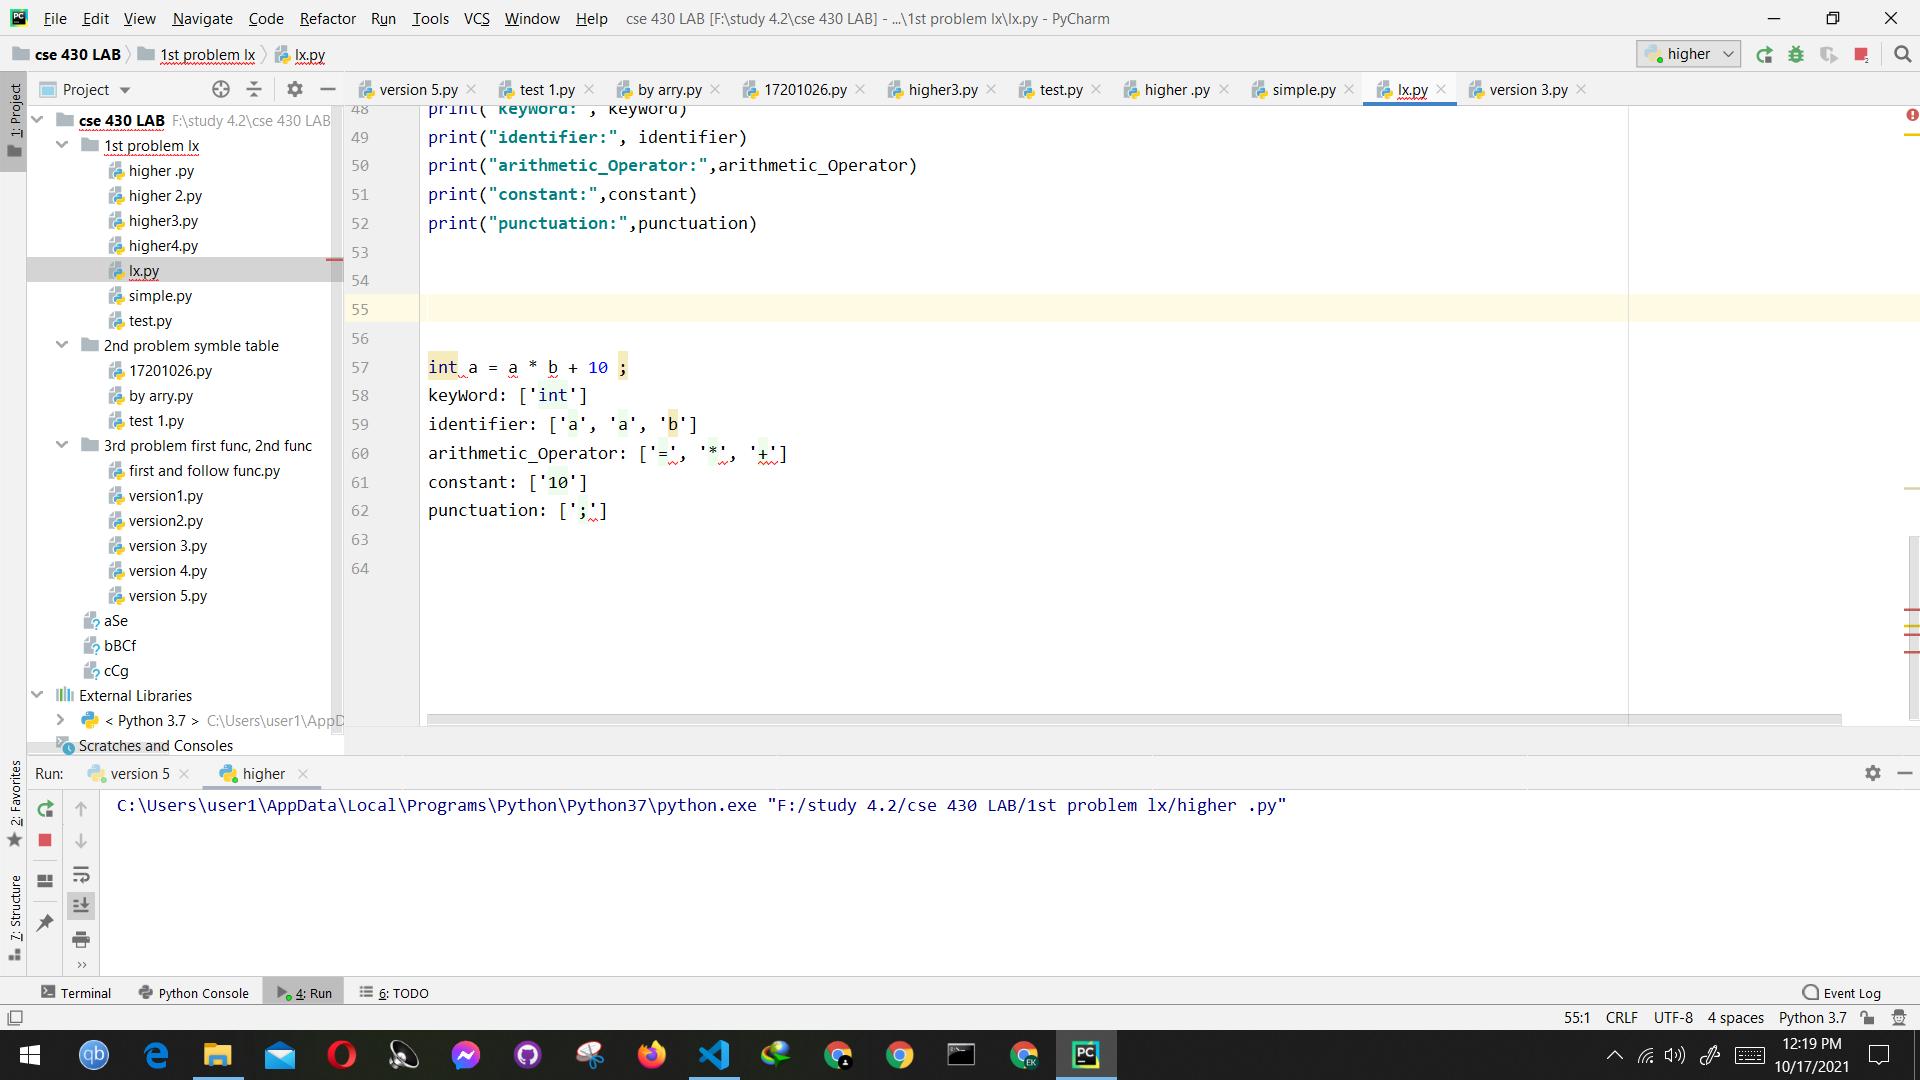 File Edit View Navigate Code Refactor Run Tools VCS Window Help cse 430 LAB [F:\study 4.2\cse 430 LAB] - ...\1st problem lx\lx.py - PyCharm
cse 430 LAB 1st problem lx lx.py higher
1: Project
Project
version 5.py test 1.py by arry.py 17201026.py higher3.py test.py higher .py simple.py lx.py version 3.py
cse 430 LAB F:\study 4.2\cse 430 LAB
1st problem lx
higher .py
higher 2.py
higher3.py
higher4.py
lx.py
simple.py
test.py
2nd problem symble table
17201026.py
by arry.py
test 1.py
3rd problem first func, 2nd func
first and follow func.py
version1.py
version2.py
version 3.py
version 4.py
version 5.py
aSe
bBCf
cCg
External Libraries
< Python 3.7 > C:\Users\user1\AppD
Scratches and Consoles
48 print("keyWord:", keyWord)
49 print("identifier:", identifier)
50 print("arithmetic_Operator:",arithmetic_Operator)
51 print("constant:",constant)
52 print("punctuation:",punctuation)
53
54
55
56
57 int a = a * b + 10 ;
58 keyWord: ['int']
59 identifier: ['a', 'a', 'b']
60 arithmetic_Operator: ['=', '*', '+']
61 constant: ['10']
62 punctuation: [';']
63
64
2: Favorites
Z: Structure
Run: version 5 higher
C:\Users\user1\AppData\Local\Programs\Python\Python37\python.exe "F:/study 4.2/cse 430 LAB/1st problem lx/higher .py"
Terminal Python Console 4: Run 6: TODO Event Log
55:1 CRLF UTF-8 4 spaces Python 3.7
12:19 PM
10/17/2021